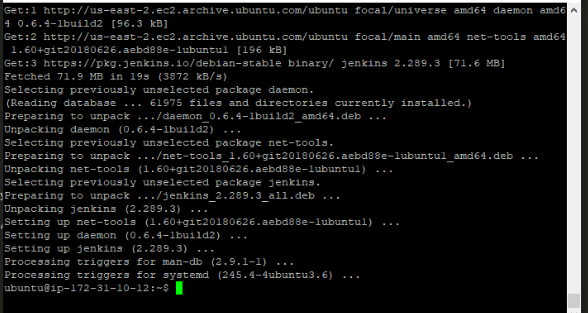 Get:1 http://us-east-2.ec2.archive.ubuntu.com/ubuntu focal/universe amd64 daemon amd6
4 0.6.4-1build2 [96.3 kB]
Get:2 http://us-east-2.ec2.archive.ubuntu.com/ubuntu focal/main amd64 net-tools amd64
 1.60+git20180626.aebd88e-1ubuntu1 [196 kB]
Get:3 https://pkg.jenkins.io/debian-stable binary/ jenkins 2.289.3 [71.6 MB]
Fetched 71.9 MB in 19s (3872 kB/s)
Selecting previously unselected package daemon.
(Reading database ... 61975 files and directories currently installed.)
Preparing to unpack .../daemon_0.6.4-1build2_amd64.deb ...
Unpacking daemon (0.6.4-1build2) ...
Selecting previously unselected package net-tools.
Preparing to unpack .../net-tools_1.60+git20180626.aebd88e-1ubuntu1_amd64.deb ...
Unpacking net-tools (1.60+git20180626.aebd88e-1ubuntu1) ...
Selecting previously unselected package jenkins.
Preparing to unpack .../jenkins_2.289.3_all.deb ...
Unpacking jenkins (2.289.3) ...
Setting up net-tools (1.60+git20180626.aebd88e-1ubuntu1) ...
Setting up daemon (0.6.4-1build2) ...
Setting up jenkins (2.289.3) ...
Processing triggers for man-db (2.9.1-1) ...
Processing triggers for systemd (245.4-4ubuntu3.6) ...
ubuntu@ip-172-31-10-12:~$